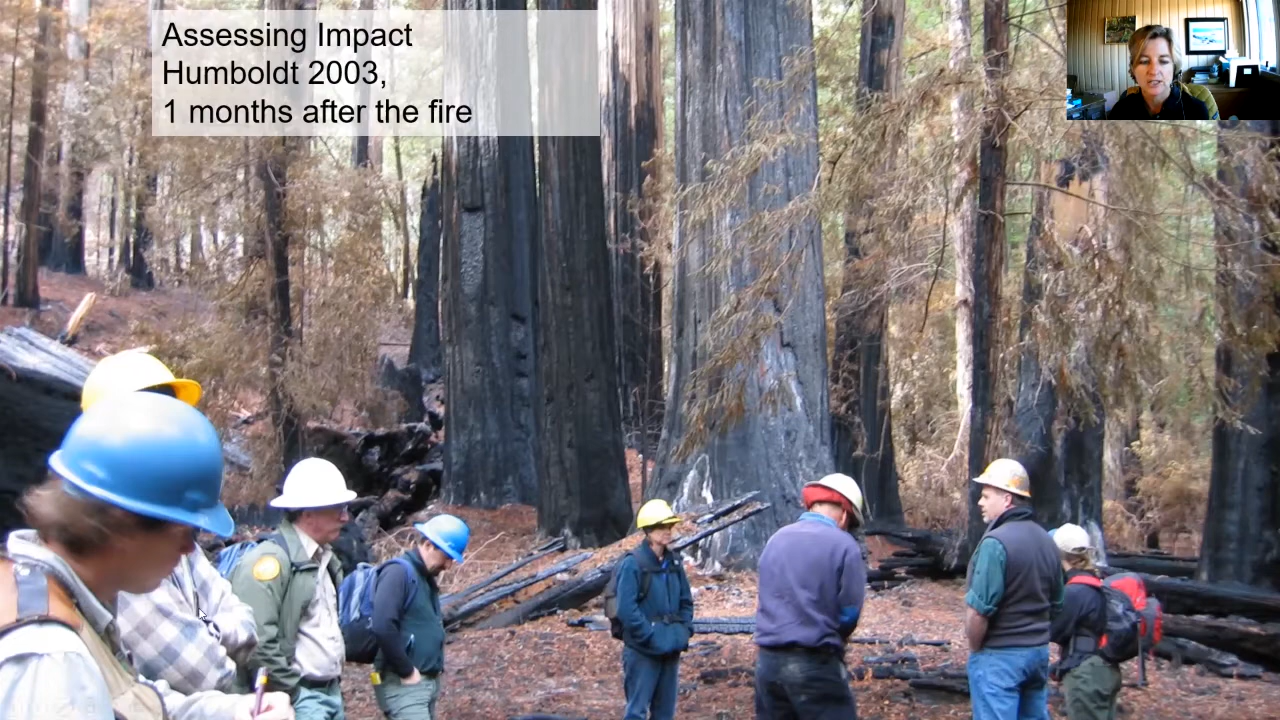 Assessing Impact
Humboldt 2003,
1 months after the fire